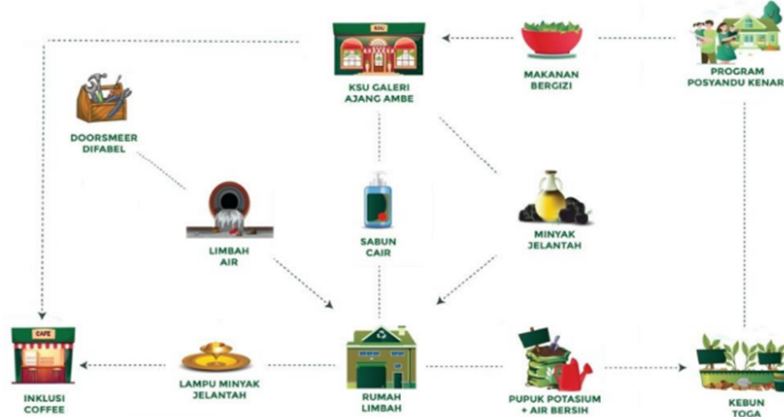 KSU
KSU GALERI
AJANG AMBE
MAKANAN
BERGIZI
PROGRAM
POSYANDU KENARI
DOORSMEER
DIFABEL
LIMBAH
AIR
SABUN
CAIR
MINYAK
JELANTAH
CAFE
INKLUSI
COFFEE
LAMPU MINYAK
JELANTAH
RUMAH
LIMBAH
PUPUK POTASIUM
+ AIR BERSIH
KEBUN
TOGA